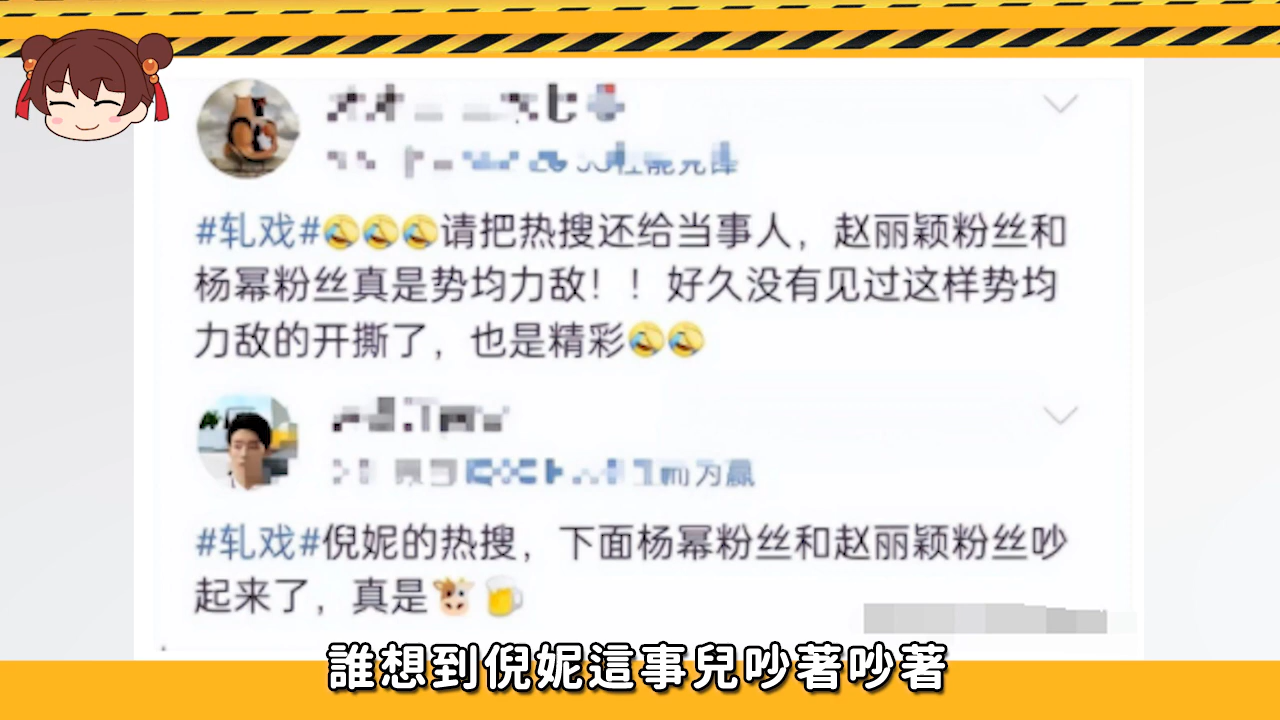 #轧戏#🤣🤣🤣请把热搜还给当事人，赵丽颖粉丝和
杨幂粉丝真是势均力敌！！好久没有见过这样势均
力敌的开撕了，也是精彩🤣🤣
为赢
#轧戏#倪妮的热搜，下面杨幂粉丝和赵丽颖粉丝吵
起来了，真是🐮🍺
誰想到倪妮這事兒吵著吵著